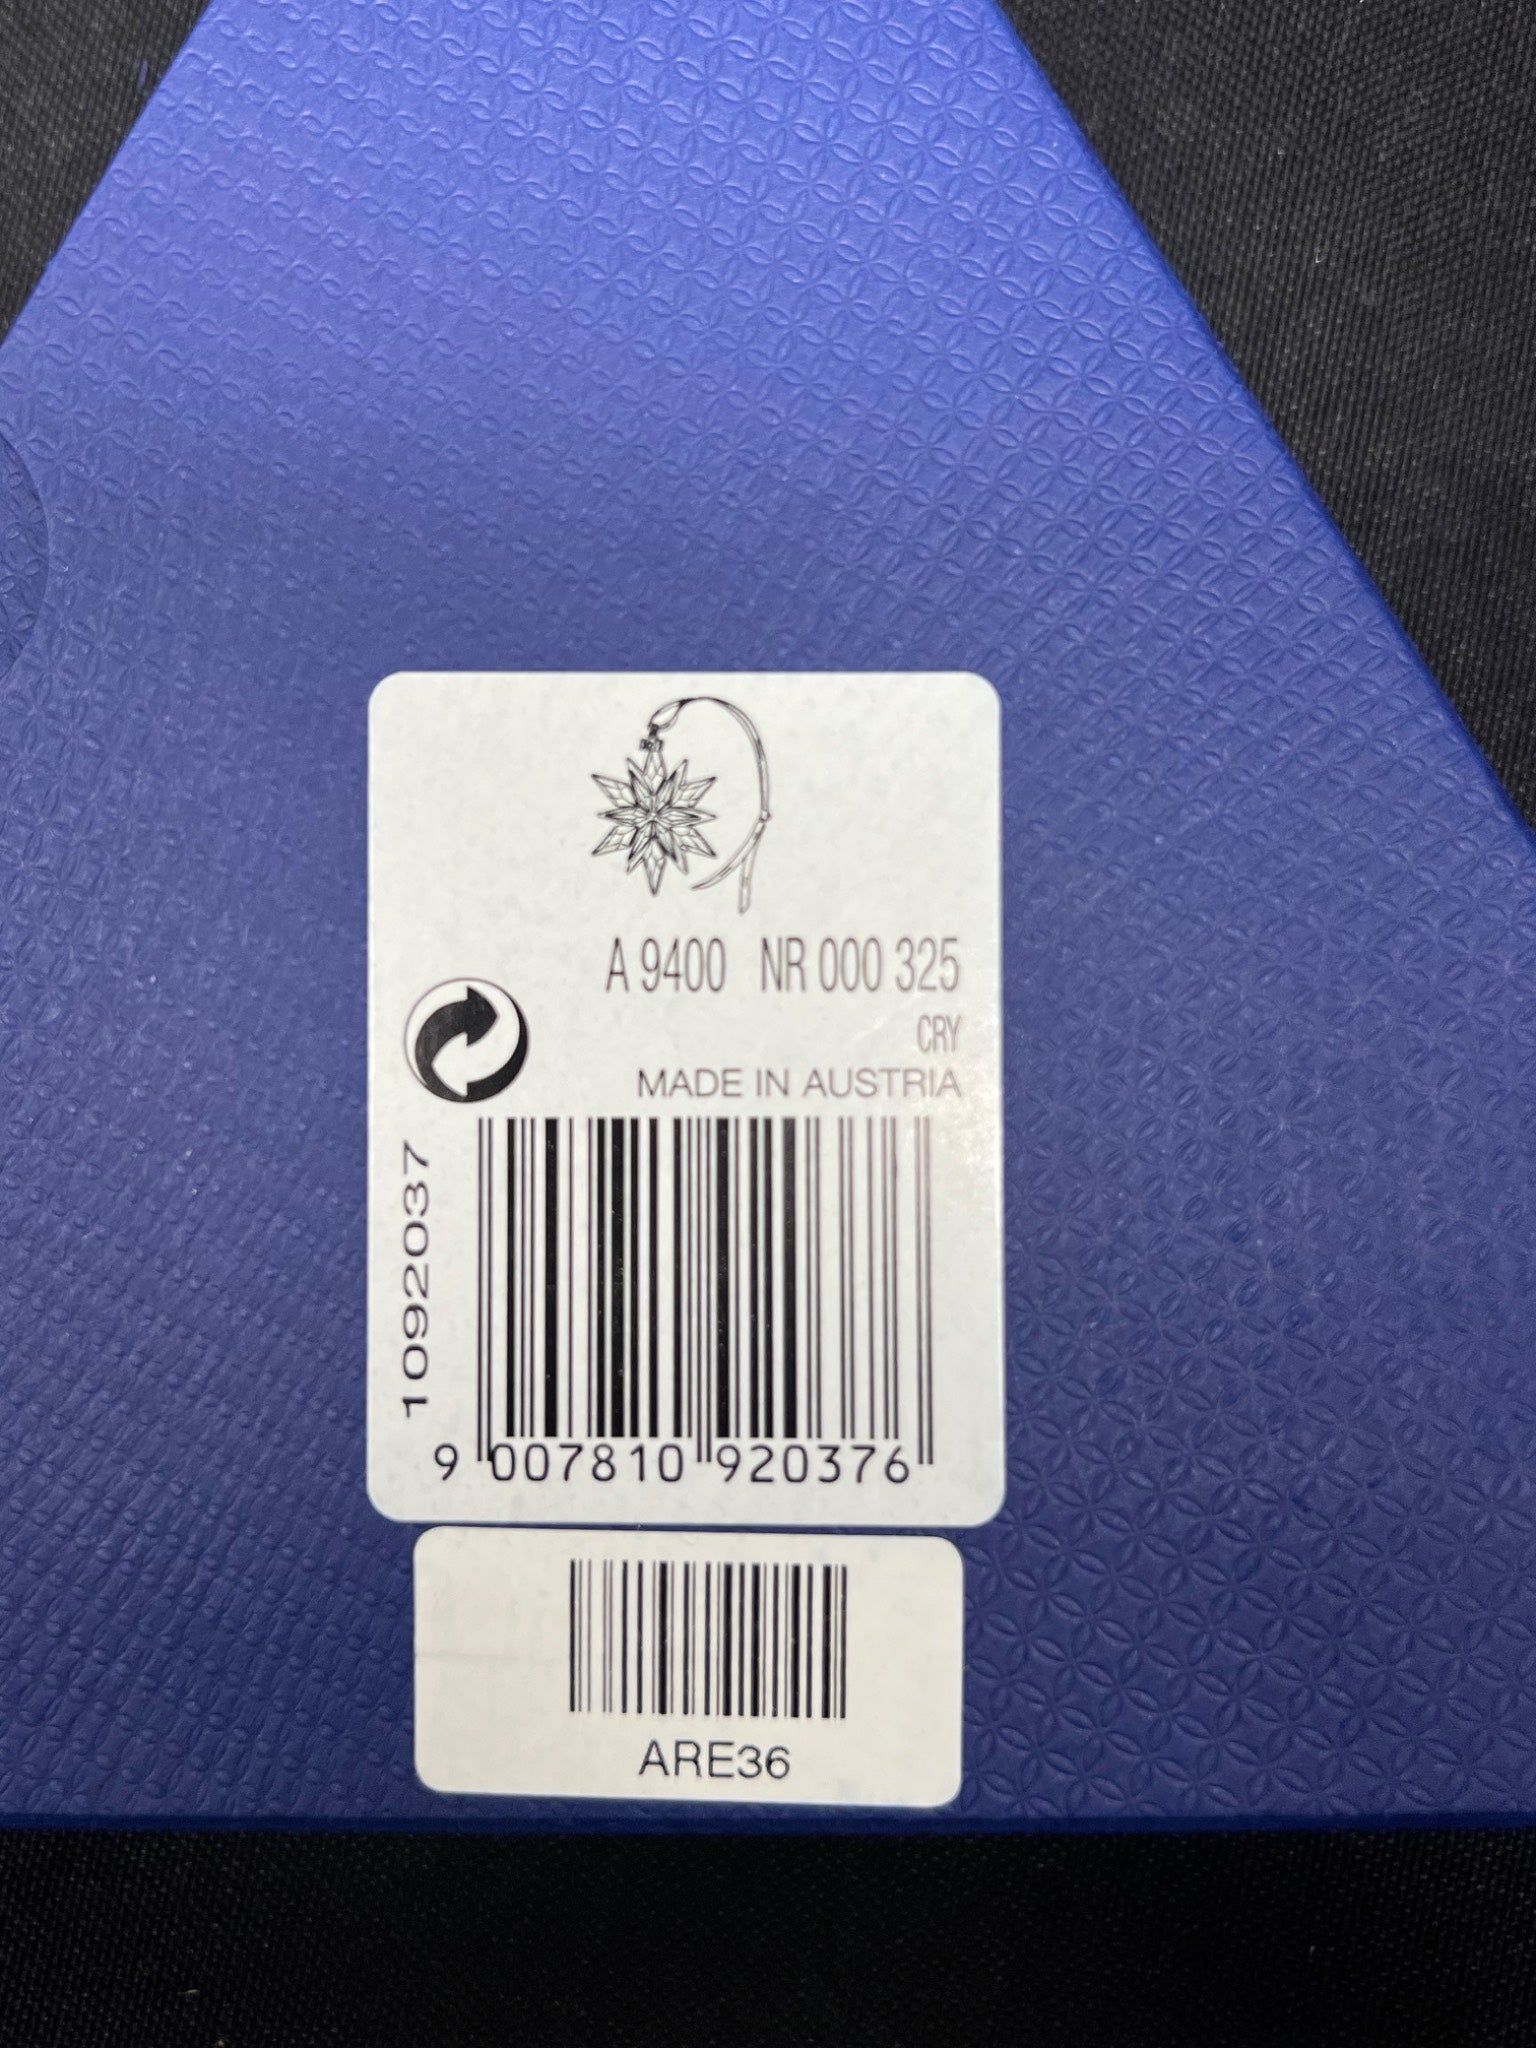 A 9400 NR 000 325
CRY
MADE IN AUSTRIA
1092037
9 007810 920376
ARE36